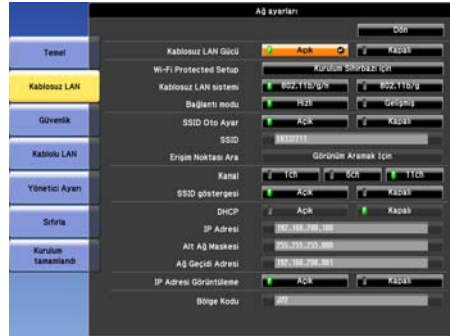 Ağ ayarları
Dön
Temel
Kablosuz LAN
Güvenlik
Kablolu LAN
Yönetici Ayarı
Sıfırla
Kurulum tamamlandı
Kablosuz LAN Gücü Açık Kapalı
Wi-Fi Protected Setup Kurulum Sihirbazı için
Kablosuz LAN sistemi 802.11b/g/n 802.11b/g
Bağlantı modu Hızlı Gelişmiş
SSID Oto Ayar Açık Kapalı
SSID
Erişim Noktası Ara Görünüm Aramak İçin
Kanal 1ch 6ch 11ch
SSID göstergesi Açık Kapalı
DHCP Açık Kapalı
IP Adresi 192.168.200.100
Alt Ağ Maskesi 255.255.255.000
Ağ Geçidi Adresi 192.168.200.001
IP Adresi Görüntüleme Açık Kapalı
Bölge Kodu